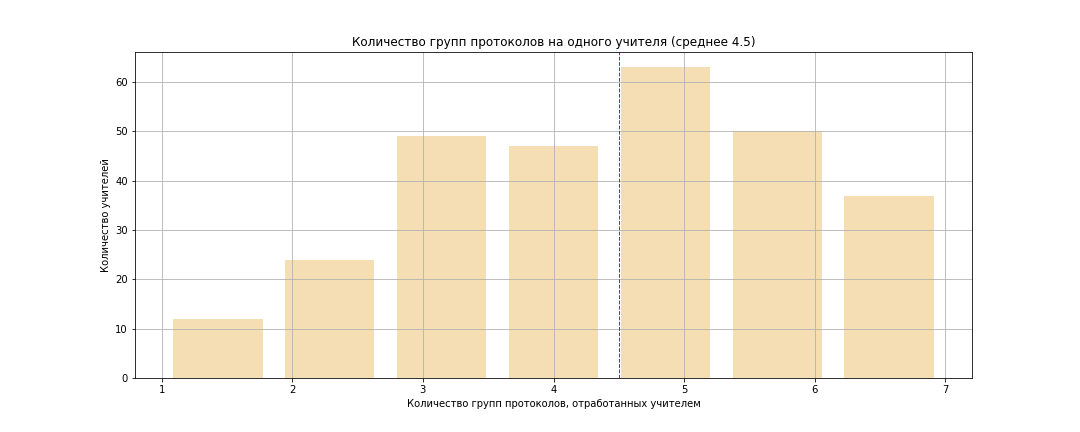 Количество групп протоколов на одного учителя (среднее 4.5)
Количество учителей
60
50
40
30
20
10
0
1 2 3 4 5 6 7
Количество групп протоколов, отработанных учителем